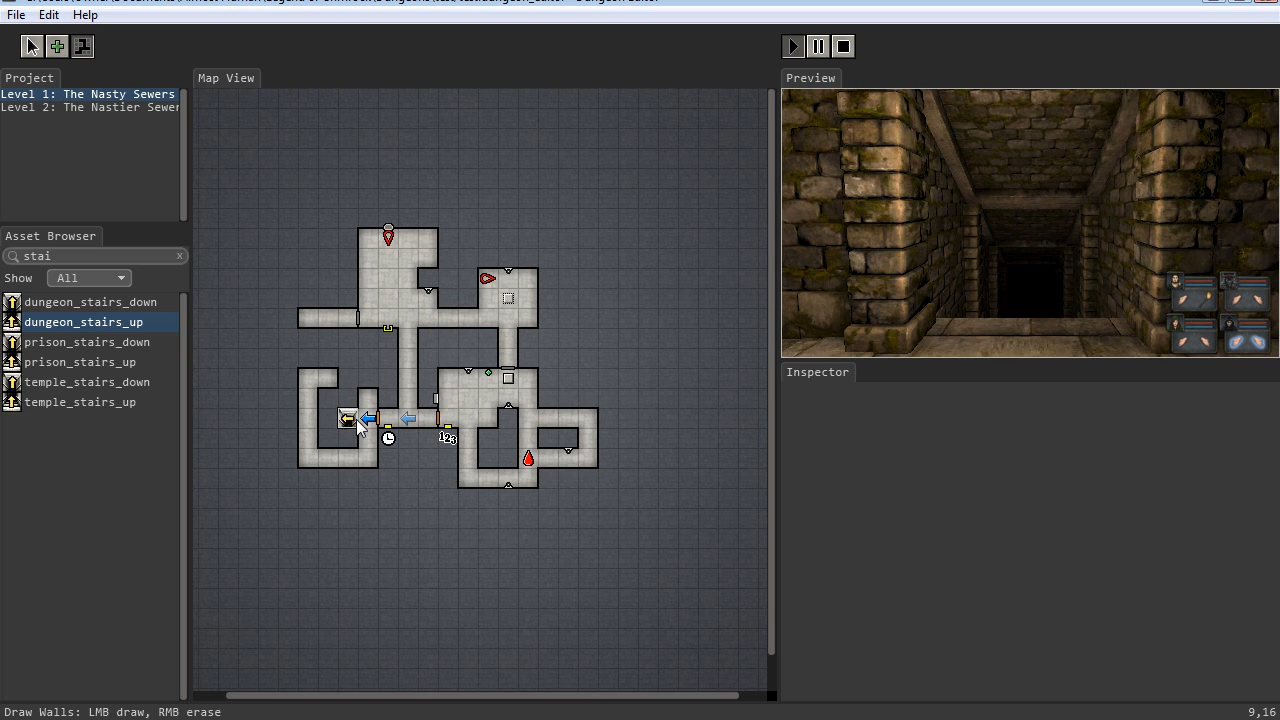 File Edit Help
Project
Level 1: The Nasty Sewers
Level 2: The Nastier Sewer
Asset Browser
stai
x
Show All
dungeon_stairs_down
dungeon_stairs_up
prison_stairs_down
prison_stairs_up
temple_stairs_down
temple_stairs_up
Map View
123
Preview
Inspector
Draw Walls: LMB draw, RMB erase
9,16